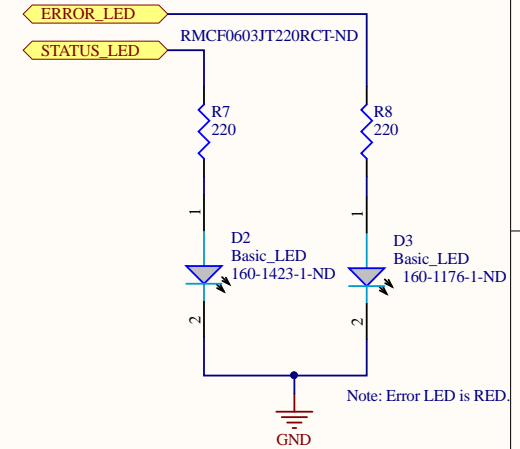 ERROR_LED
RMCF0603JT220RCT-ND
STATUS_LED
R7
220
R8
220
1
1
D2
Basic_LED
160-1423-1-ND
D3
Basic_LED
160-1176-1-ND
2
2
Note: Error LED is RED.
GND